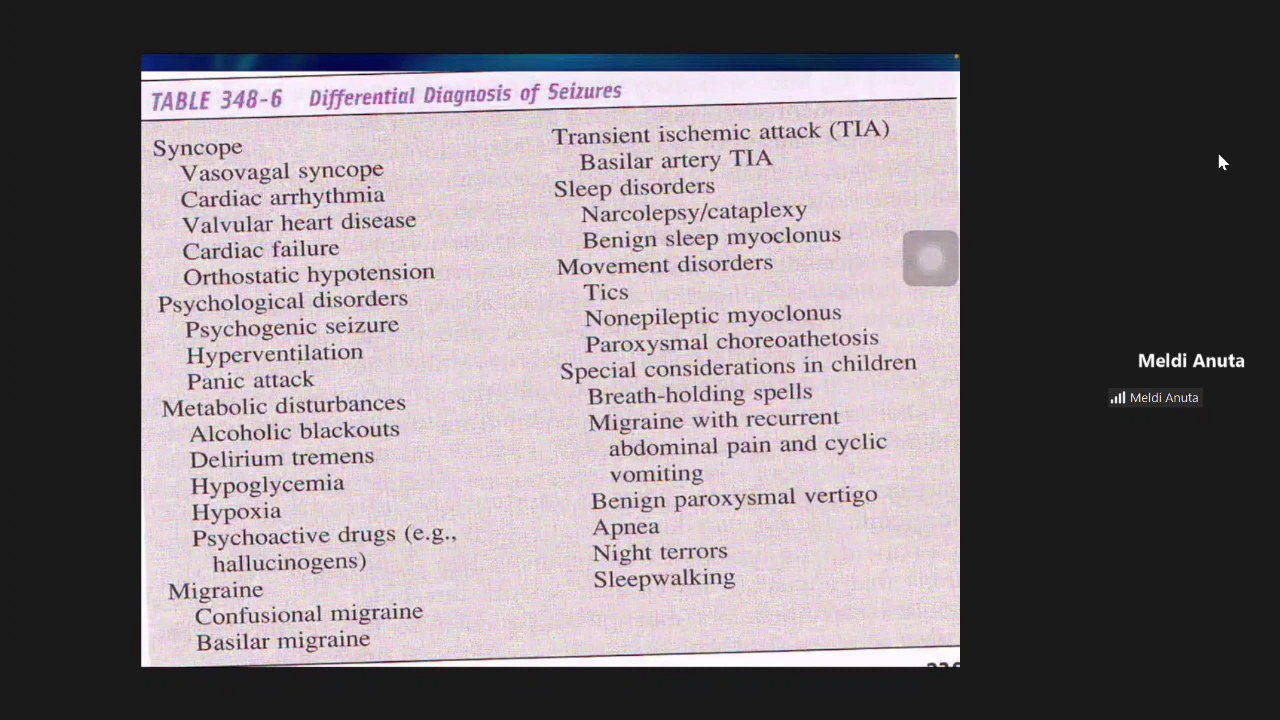 TABLE 348-6 Differential Diagnosis of Seizures
Syncope
Vasovagal syncope
Cardiac arrhythmia
Valvular heart disease
Cardiac failure
Orthostatic hypotension
Psychological disorders
Psychogenic seizure
Hyperventilation
Panic attack
Metabolic disturbances
Alcoholic blackouts
Delirium tremens
Hypoglycemia
Hypoxia
Psychoactive drugs (e.g.,
hallucinogens)
Migraine
Confusional migraine
Basilar migraine
Transient ischemic attack (TIA)
Basilar artery TIA
Sleep disorders
Narcolepsy/cataplexy
Benign sleep myoclonus
Movement disorders
Tics
Nonepileptic myoclonus
Paroxysmal choreoathetosis
Special considerations in children
Breath-holding spells
Migraine with recurrent
abdominal pain and cyclic
vomiting
Benign paroxysmal vertigo
Apnea
Night terrors
Sleepwalking
Meldi Anuta
Meldi Anuta